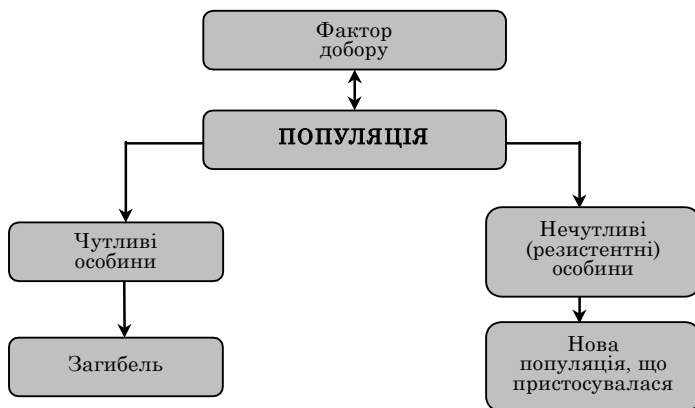 Фактор
добору
ПОПУЛЯЦІЯ
Чутливі
особини
Нечутливі
(резистентні)
особини
Загибель
Нова
популяція, що
пристосувалася